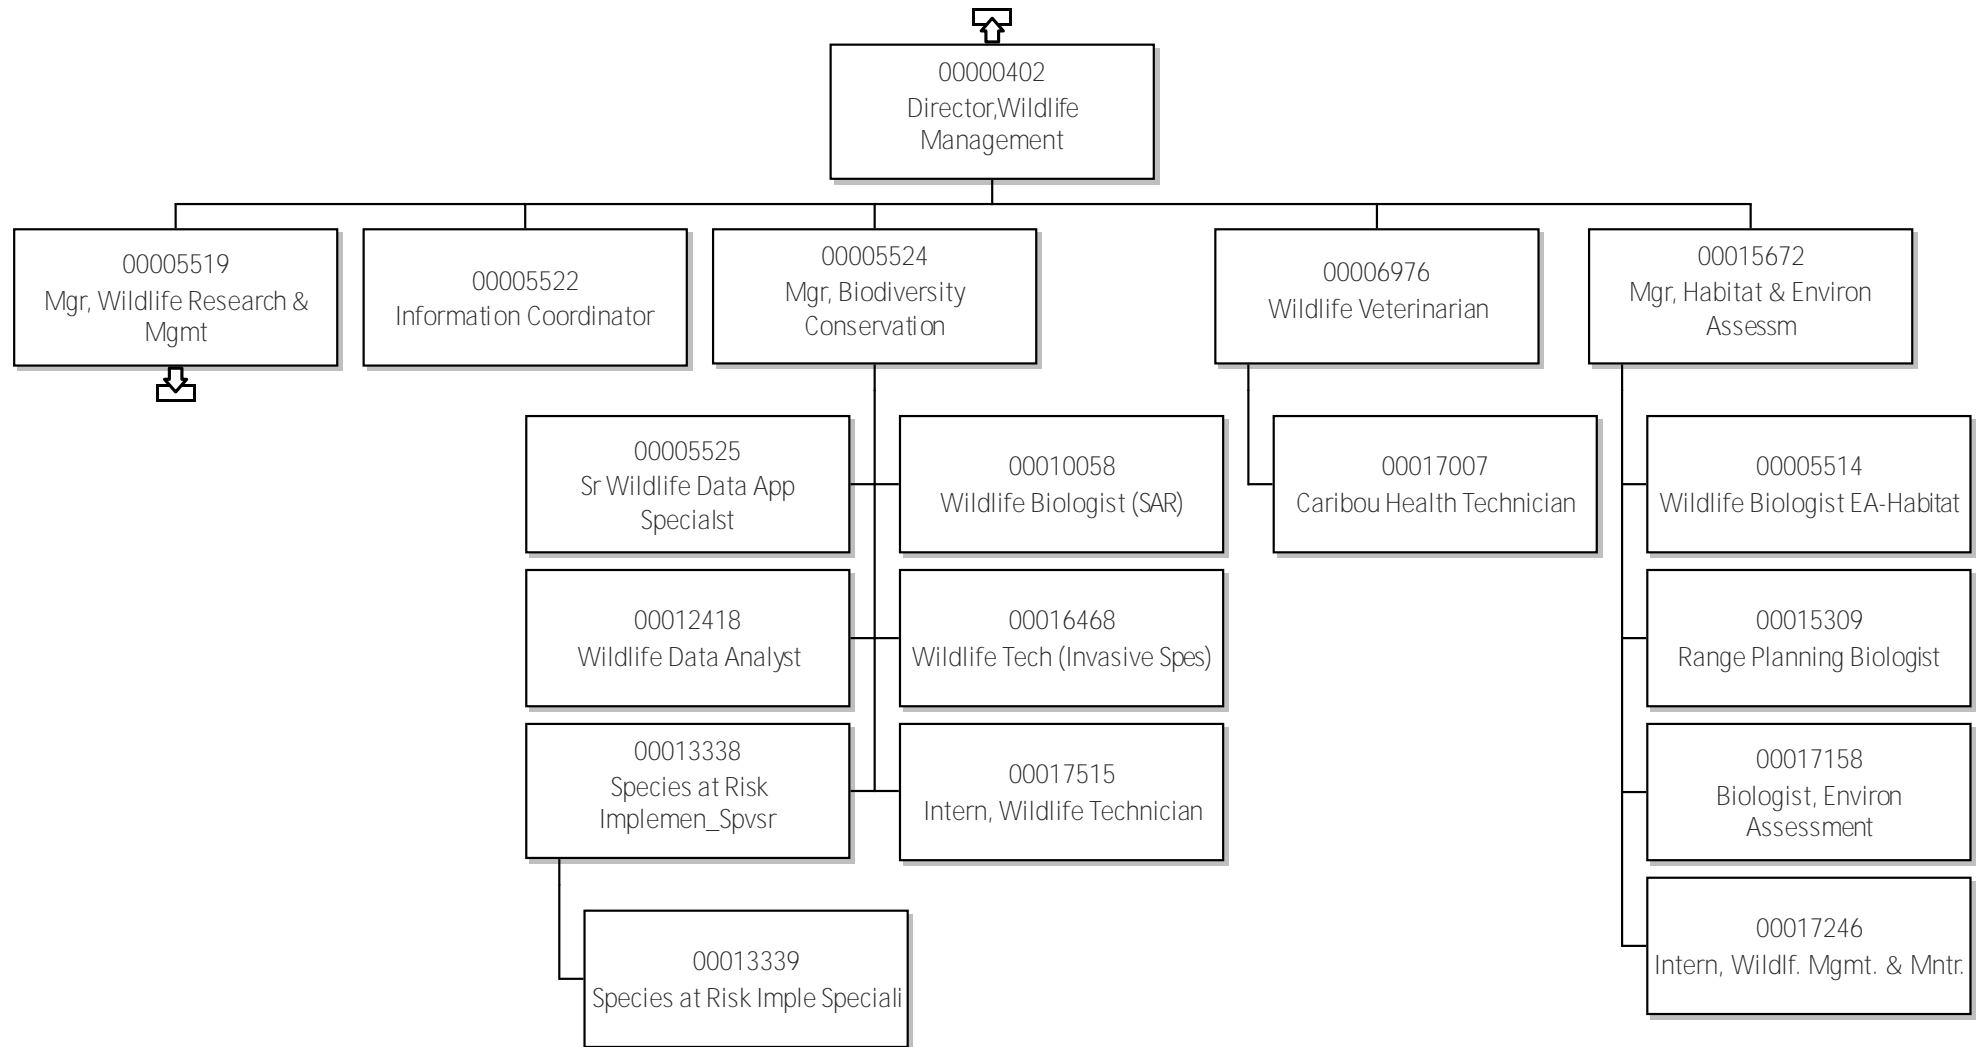 00000402
Director,Wildlife
Management
00005519
Mgr, Wildlife Research &
Mgmt
00005522
Information Coordinator
00005524
Mgr, Biodiversity
Conservation
00006976
Wildlife Veterinarian
00015672
Mgr, Habitat & Environ
Assessm
00005525
Sr Wildlife Data App
Specialst
00010058
Wildlife Biologist (SAR)
00017007
Caribou Health Technician
00005514
Wildlife Biologist EA-Habitat
00012418
Wildlife Data Analyst
00016468
Wildlife Tech (Invasive Spes)
00015309
Range Planning Biologist
00013338
Species at Risk
Implemen_Spvsr
00017515
Intern, Wildlife Technician
00017158
Biologist, Environ
Assessment
00013339
Species at Risk Imple Speciali
00017246
Intern, Wildlf. Mgmt. & Mntr.